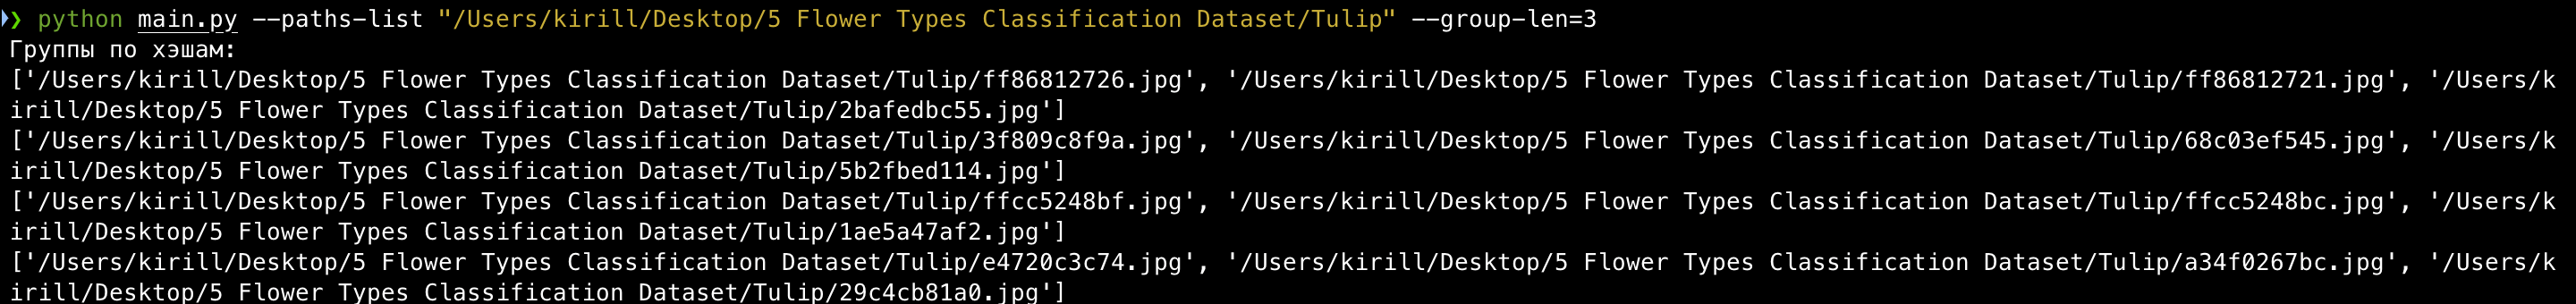 ❯ python main.py --paths-list "/Users/kirill/Desktop/5 Flower Types Classification Dataset/Tulip" --group-len=3
Группы по хэшам:
['/Users/kirill/Desktop/5 Flower Types Classification Dataset/Tulip/ff86812726.jpg', '/Users/kirill/Desktop/5 Flower Types Classification Dataset/Tulip/ff86812721.jpg', '/Users/k
irill/Desktop/5 Flower Types Classification Dataset/Tulip/2bafedbc55.jpg']
['/Users/kirill/Desktop/5 Flower Types Classification Dataset/Tulip/3f809c8f9a.jpg', '/Users/kirill/Desktop/5 Flower Types Classification Dataset/Tulip/68c03ef545.jpg', '/Users/k
irill/Desktop/5 Flower Types Classification Dataset/Tulip/5b2fbed114.jpg']
['/Users/kirill/Desktop/5 Flower Types Classification Dataset/Tulip/ffcc5248bf.jpg', '/Users/kirill/Desktop/5 Flower Types Classification Dataset/Tulip/ffcc5248bc.jpg', '/Users/k
irill/Desktop/5 Flower Types Classification Dataset/Tulip/1ae5a47af2.jpg']
['/Users/kirill/Desktop/5 Flower Types Classification Dataset/Tulip/e4720c3c74.jpg', '/Users/kirill/Desktop/5 Flower Types Classification Dataset/Tulip/a34f0267bc.jpg', '/Users/k
irill/Desktop/5 Flower Types Classification Dataset/Tulip/29c4cb81a0.jpg']